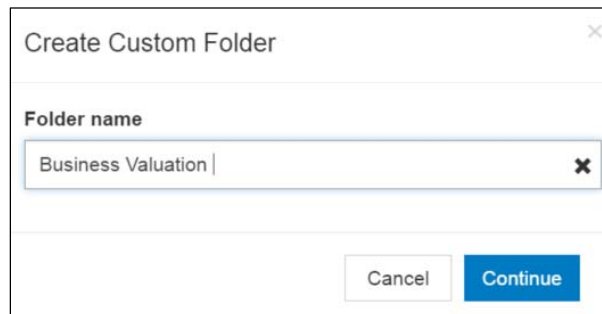 Create Custom Folder
Folder name
Business Valuation
Cancel Continue